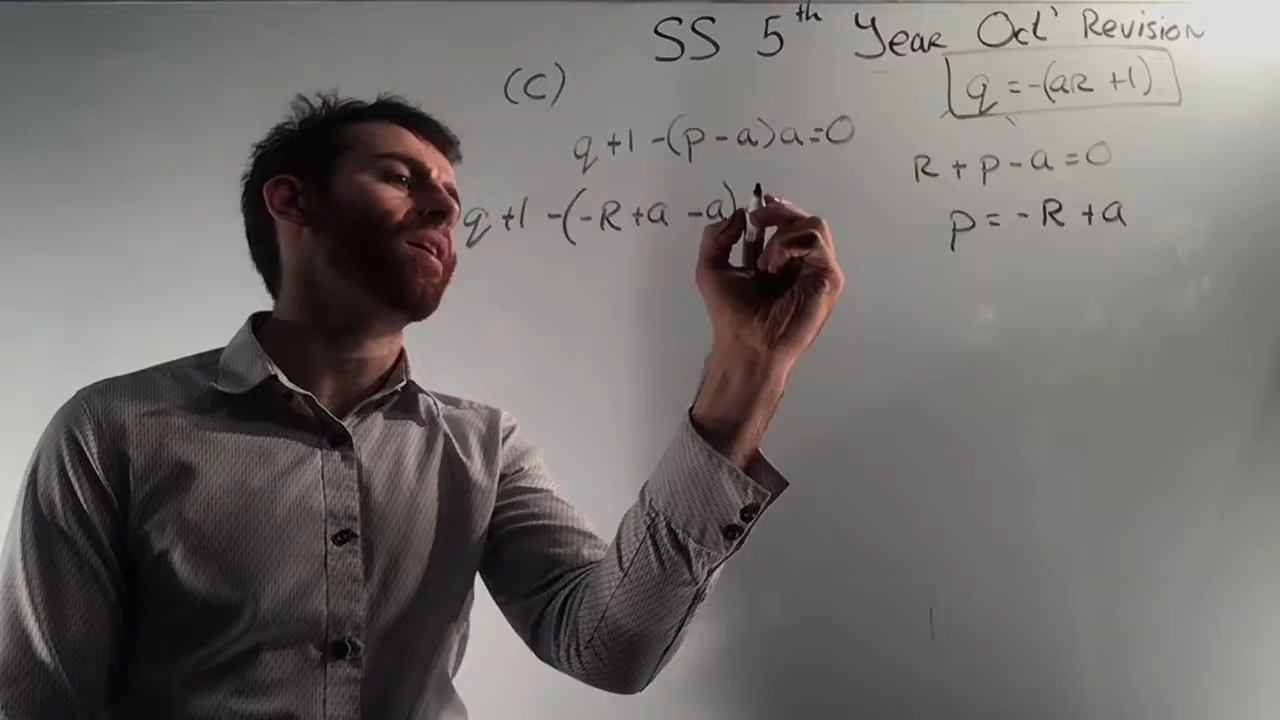 SS 5th Year Oct' Revision
(C)
q = -(aR +1)
q +1 -(p - a)a = 0
R + p - a = 0
q +1 -(-R +a -a)
p = -R + a